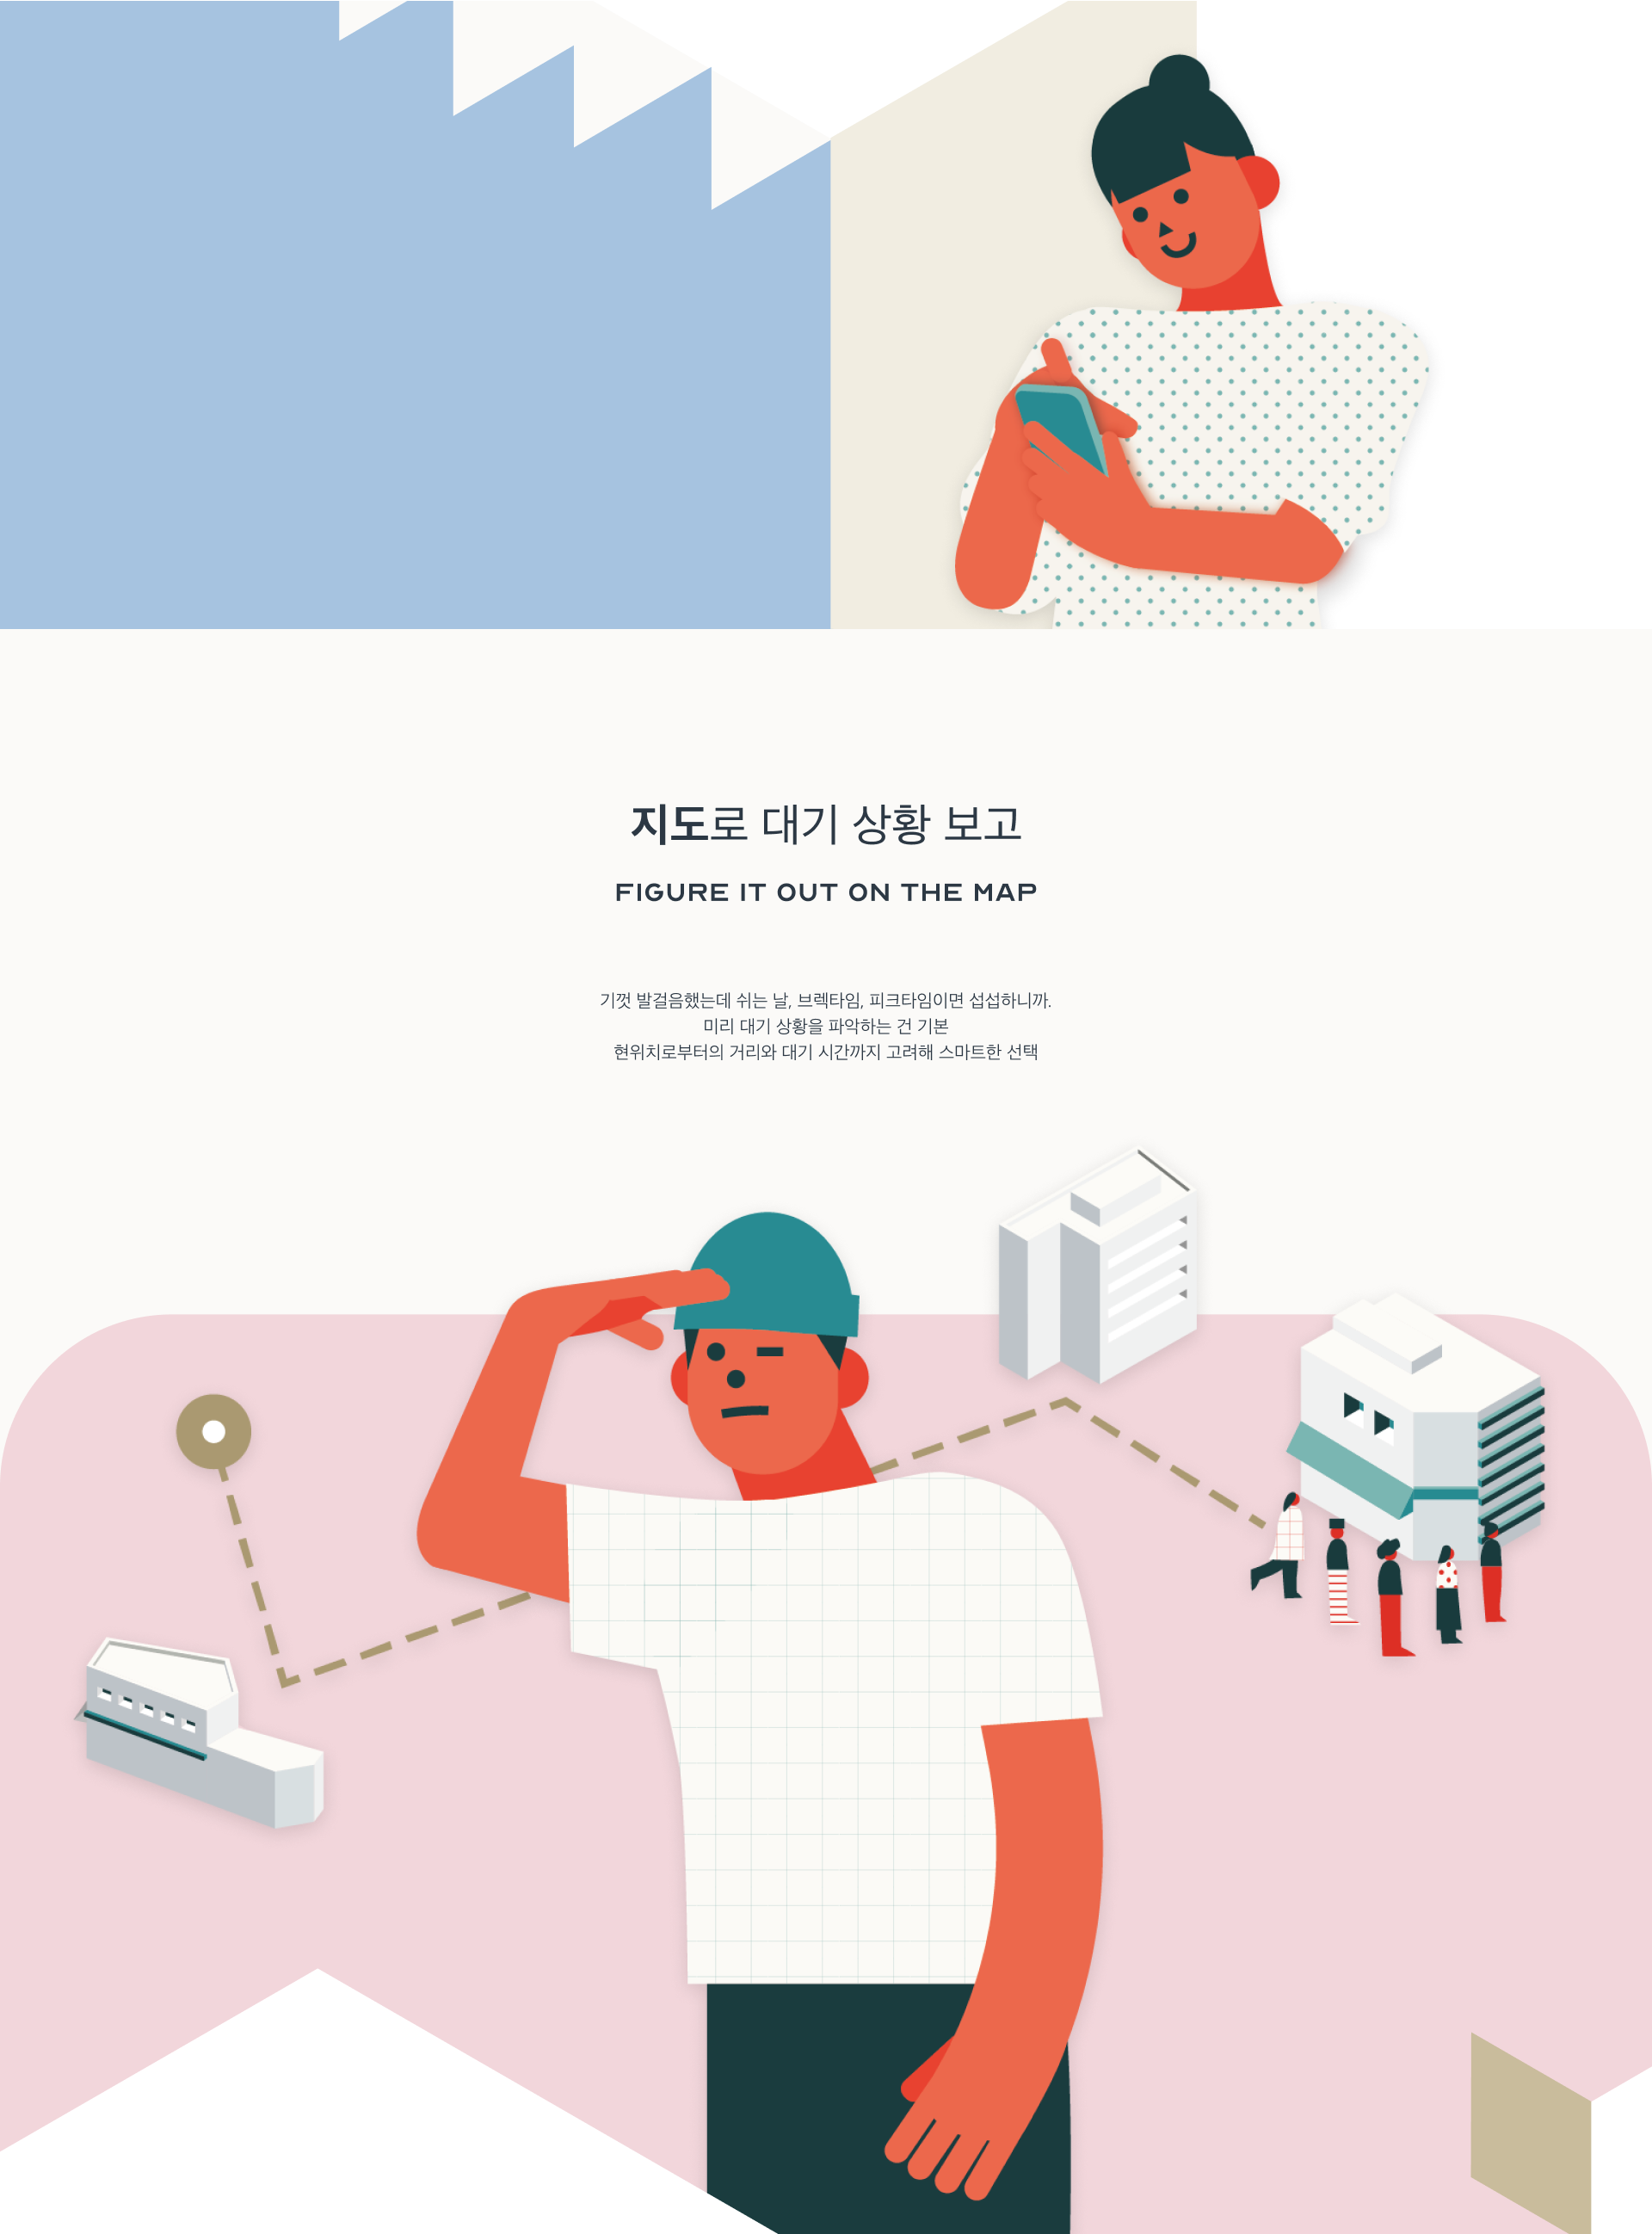 지도로 대기 상황 보고
FIGURE IT OUT ON THE MAP
기껏 발걸음했는데 쉬는 날, 브렉타임, 피크타임이면 섭섭하니까.
미리 대기 상황을 파악하는 건 기본
현위치로부터의 거리와 대기 시간까지 고려해 스마트한 선택